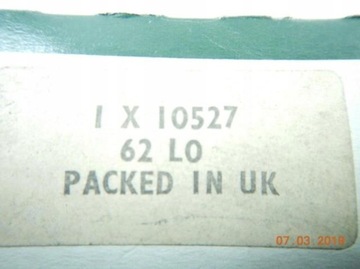 1 X 10527
62 LO
PACKED IN UK
07 03 2019